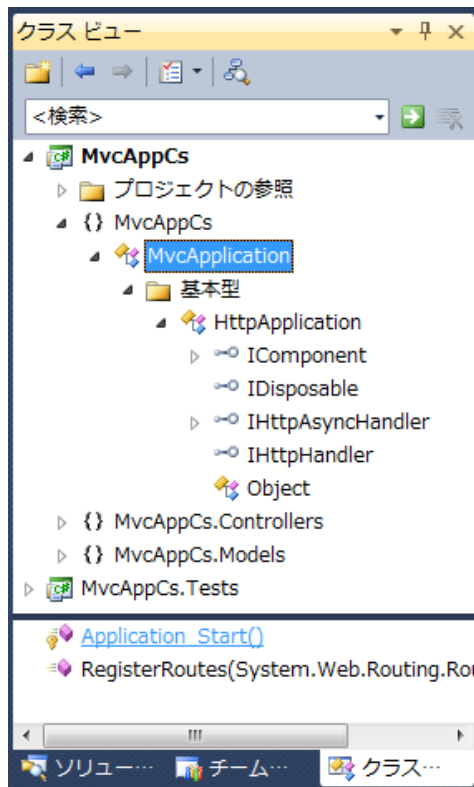 クラス ビュー
<検索>
MvcAppCs
プロジェクトの参照
{} MvcAppCs
MvcApplication
基本型
HttpApplication
IComponent
IDisposable
IHttpAsyncHandler
IHttpHandler
Object
{} MvcAppCs.Controllers
{} MvcAppCs.Models
MvcAppCs.Tests
Application_Start()
RegisterRoutes(System.Web.Routing.Rou
ソリュー… チーム… クラス…